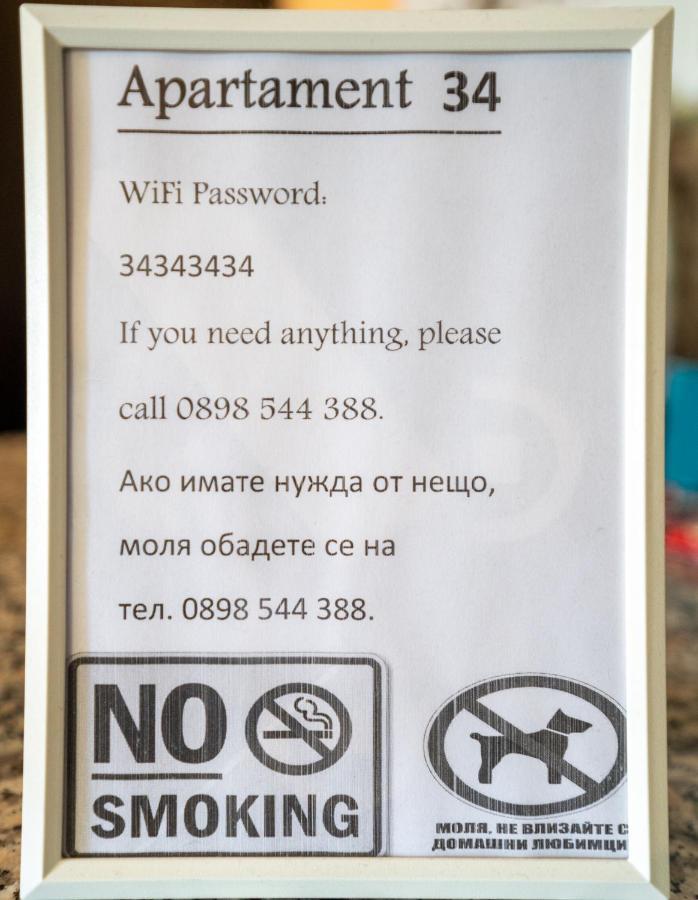 Apartament 34
WiFi Password:
34343434
If you need anything, please
call 0898 544 388.
Ако имате нужда от нещо,
моля обадете се на
тел. 0898 544 388.
NO
SMOKING
МОЛЯ, НЕ ВЛИЗАЙТЕ С
ДОМАШНИ ЛЮБИМЦИ